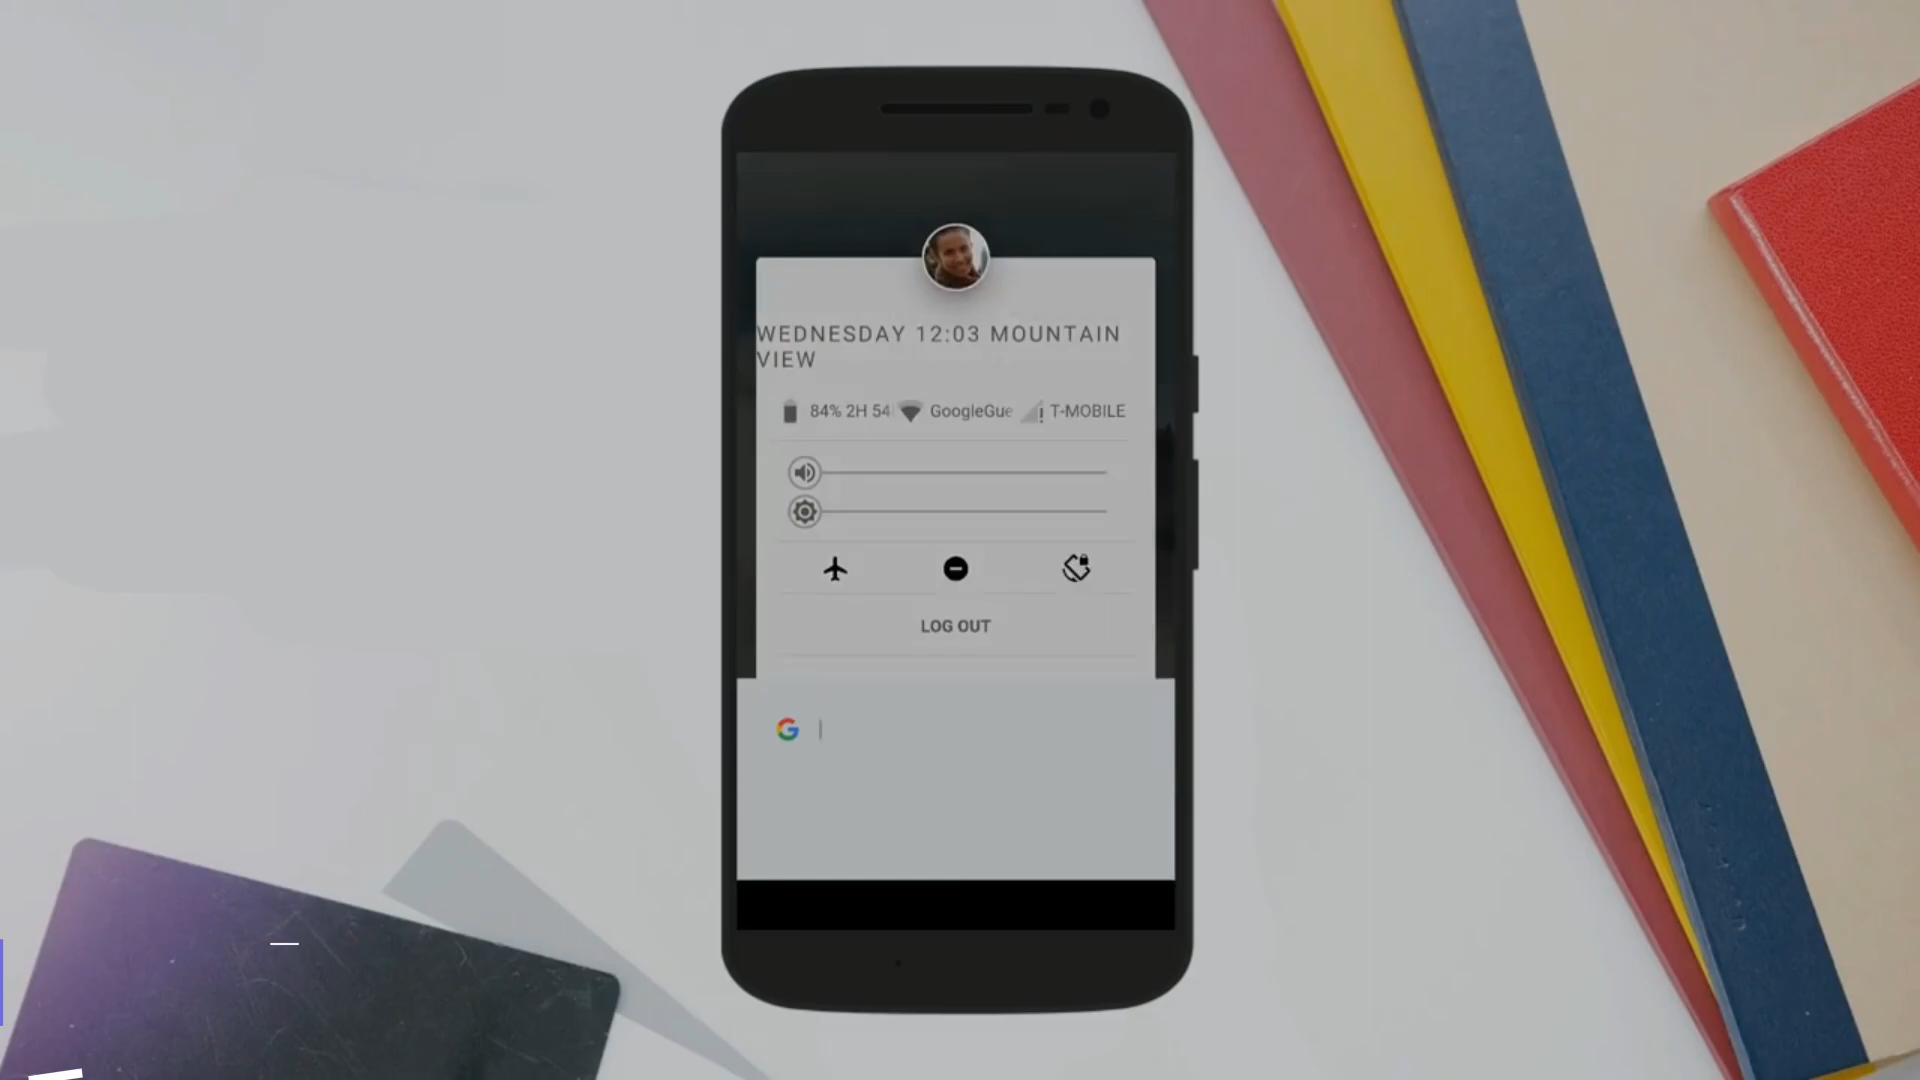 WEDNESDAY 12:03 MOUNTAIN
VIEW
84% 2H 54 GoogleGue T-MOBILE
LOG OUT
G